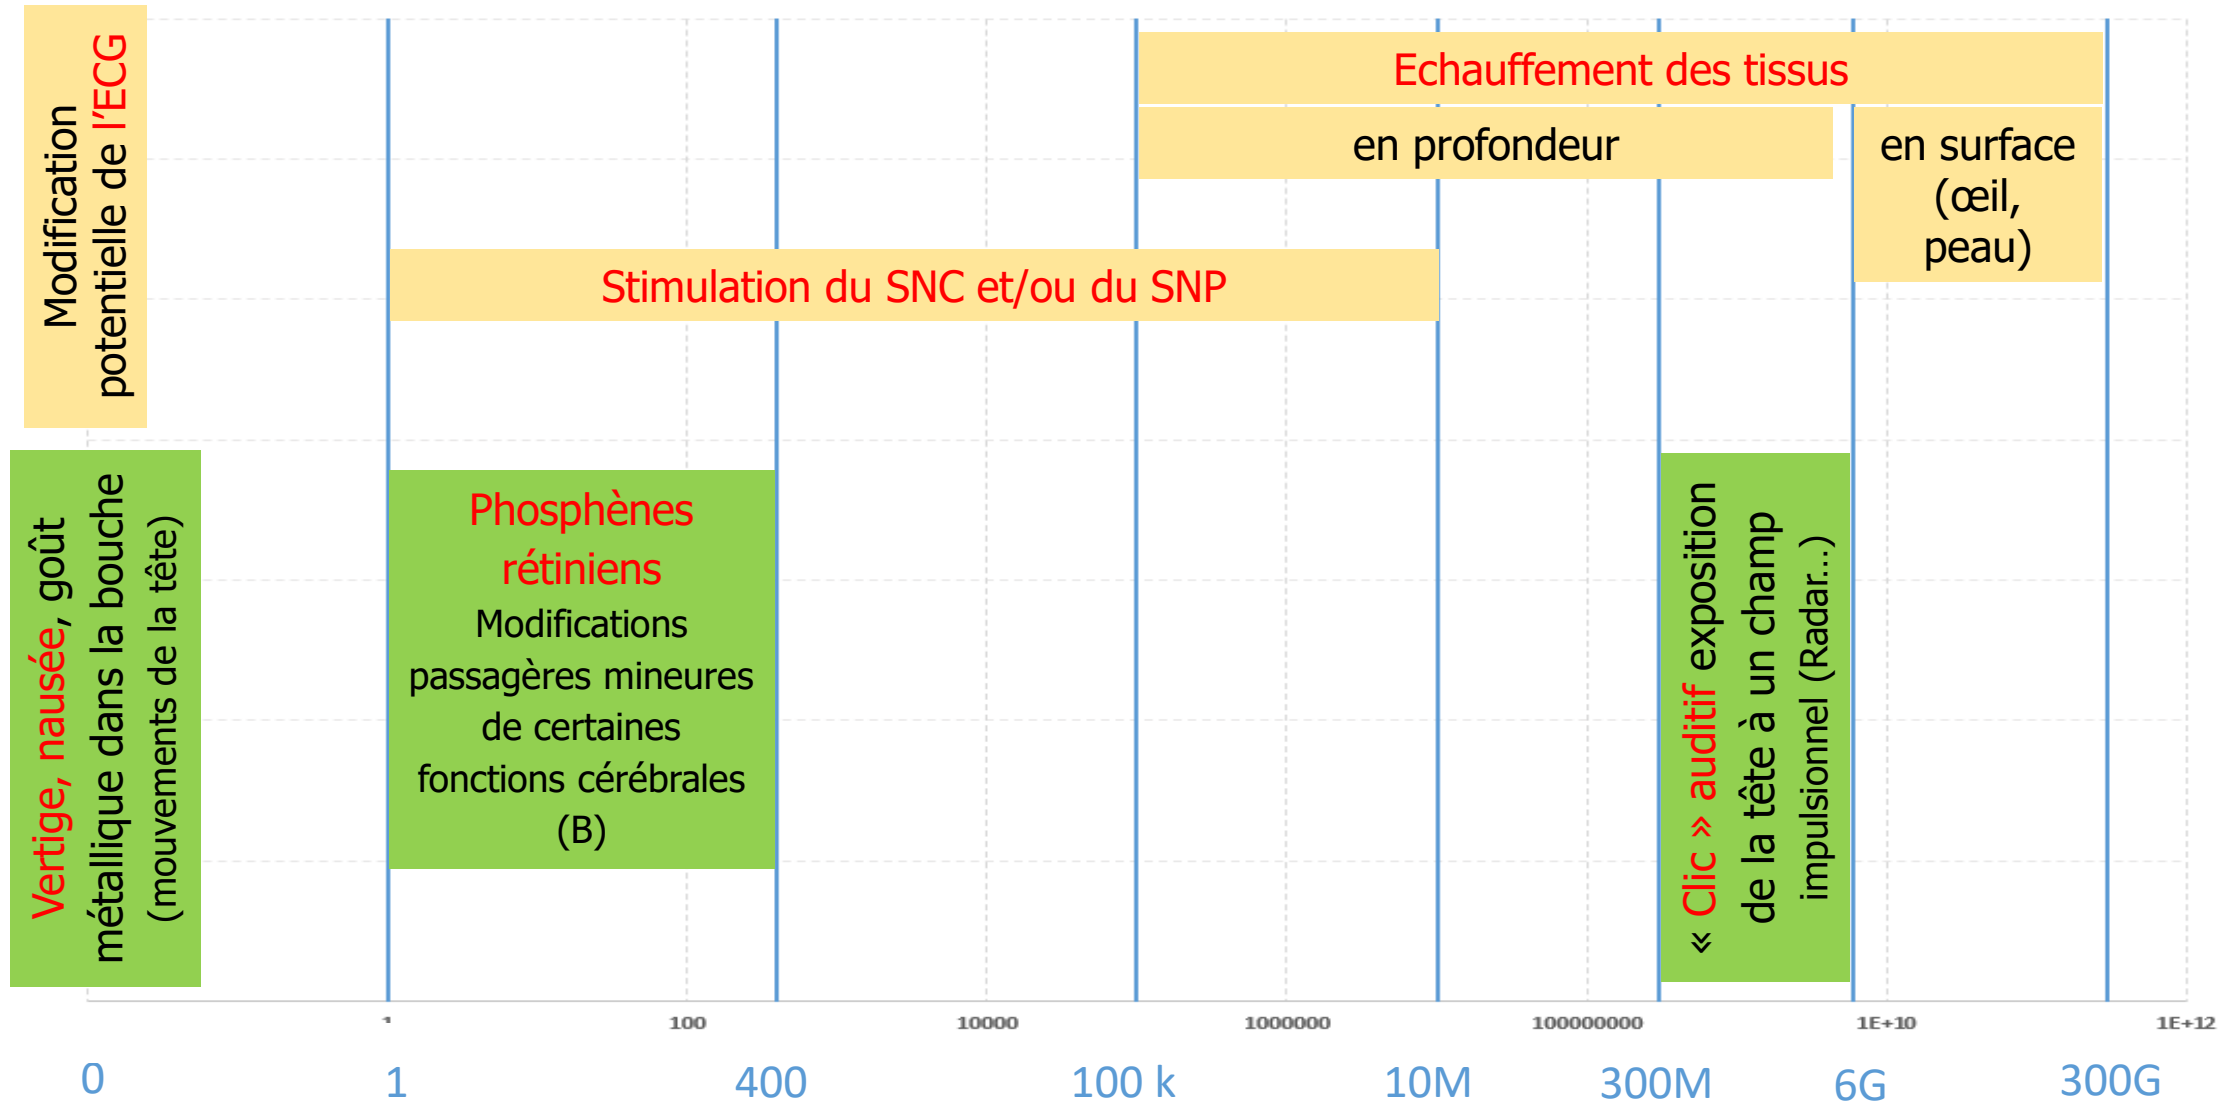 Modification
potentielle de l'ECG
Echauffement des tissus
en profondeur
en surface
(œil,
peau)
Stimulation du SNC et/ou du SNP
Vertige, nausée, goût
métallique dans la bouche
(mouvements de la tête)
Phosphènes
rétiniens
Modifications
passagères mineures
de certaines
fonctions cérébrales
(B)
« Clic » auditif exposition
de la tête à un champ
impulsionnel (Radar...)
1 100 10000 1000000 100000000 1E+10 1E+12
0 1 400 100 k 10M 300M 6G 300G